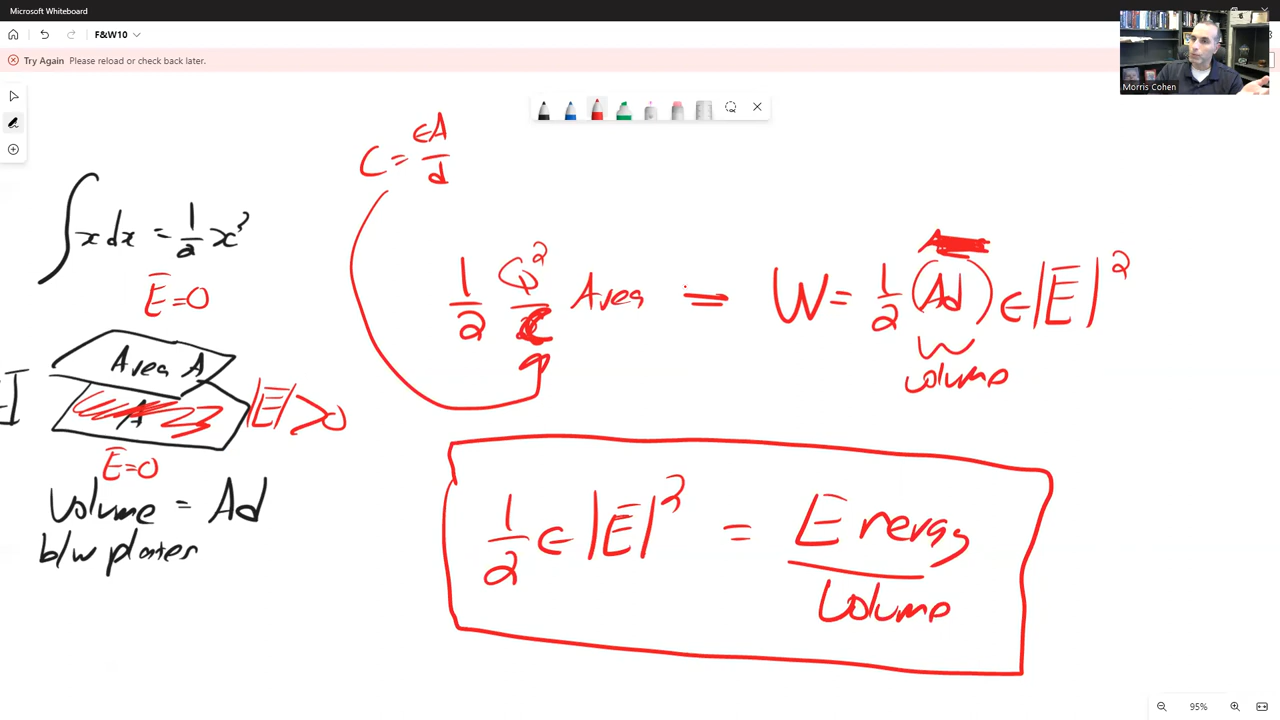 Microsoft Whiteboard
F&W10
Try Again Please reload or check back later.
Morris Cohen
C = ϵA/d
∫x dx = 1/2 x²
E̅=0
1/2 Q² Area = W = 1/2 (Ad) ϵ|E̅|²
volume
Area A
A
|E̅|>0
E̅=0
volume = Ad
b/w plates
1/2 ϵ|E̅|² = Energy/Volume
95%